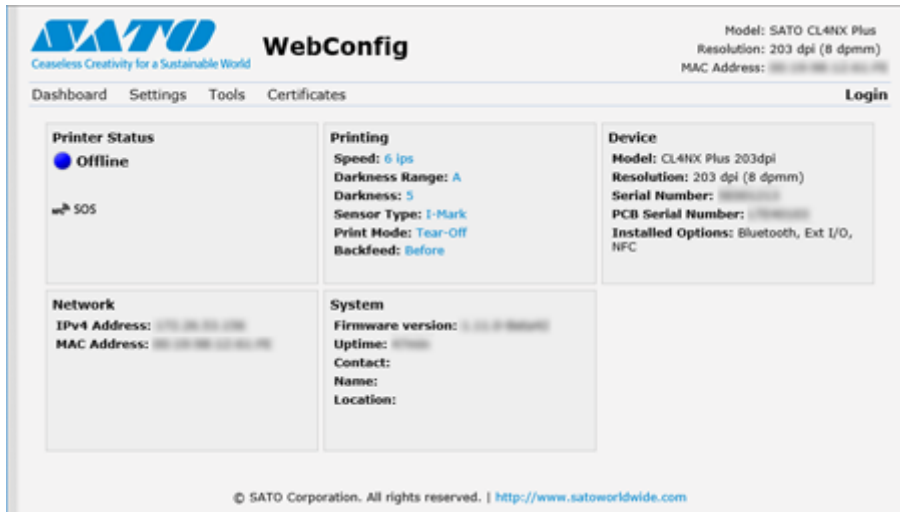 SATO
Ceaseless Creativity for a Sustainable World
WebConfig
Model: SATO CL4NX Plus
Resolution: 203 dpi (8 dpmm)
MAC Address:
Dashboard Settings Tools Certificates Login
Printer Status
Offline
SOS
Printing
Speed: 6 ips
Darkness Range: A
Darkness: 5
Sensor Type: I-Mark
Print Mode: Tear-Off
Backfeed: Before
Device
Model: CL4NX Plus 203dpi
Resolution: 203 dpi (8 dpmm)
Serial Number:
PCB Serial Number:
Installed Options: Bluetooth, Ext I/O,
NFC
Network
IPv4 Address:
MAC Address:
System
Firmware version:
Uptime:
Contact:
Name:
Location:
© SATO Corporation. All rights reserved. | http://www.satoworldwide.com